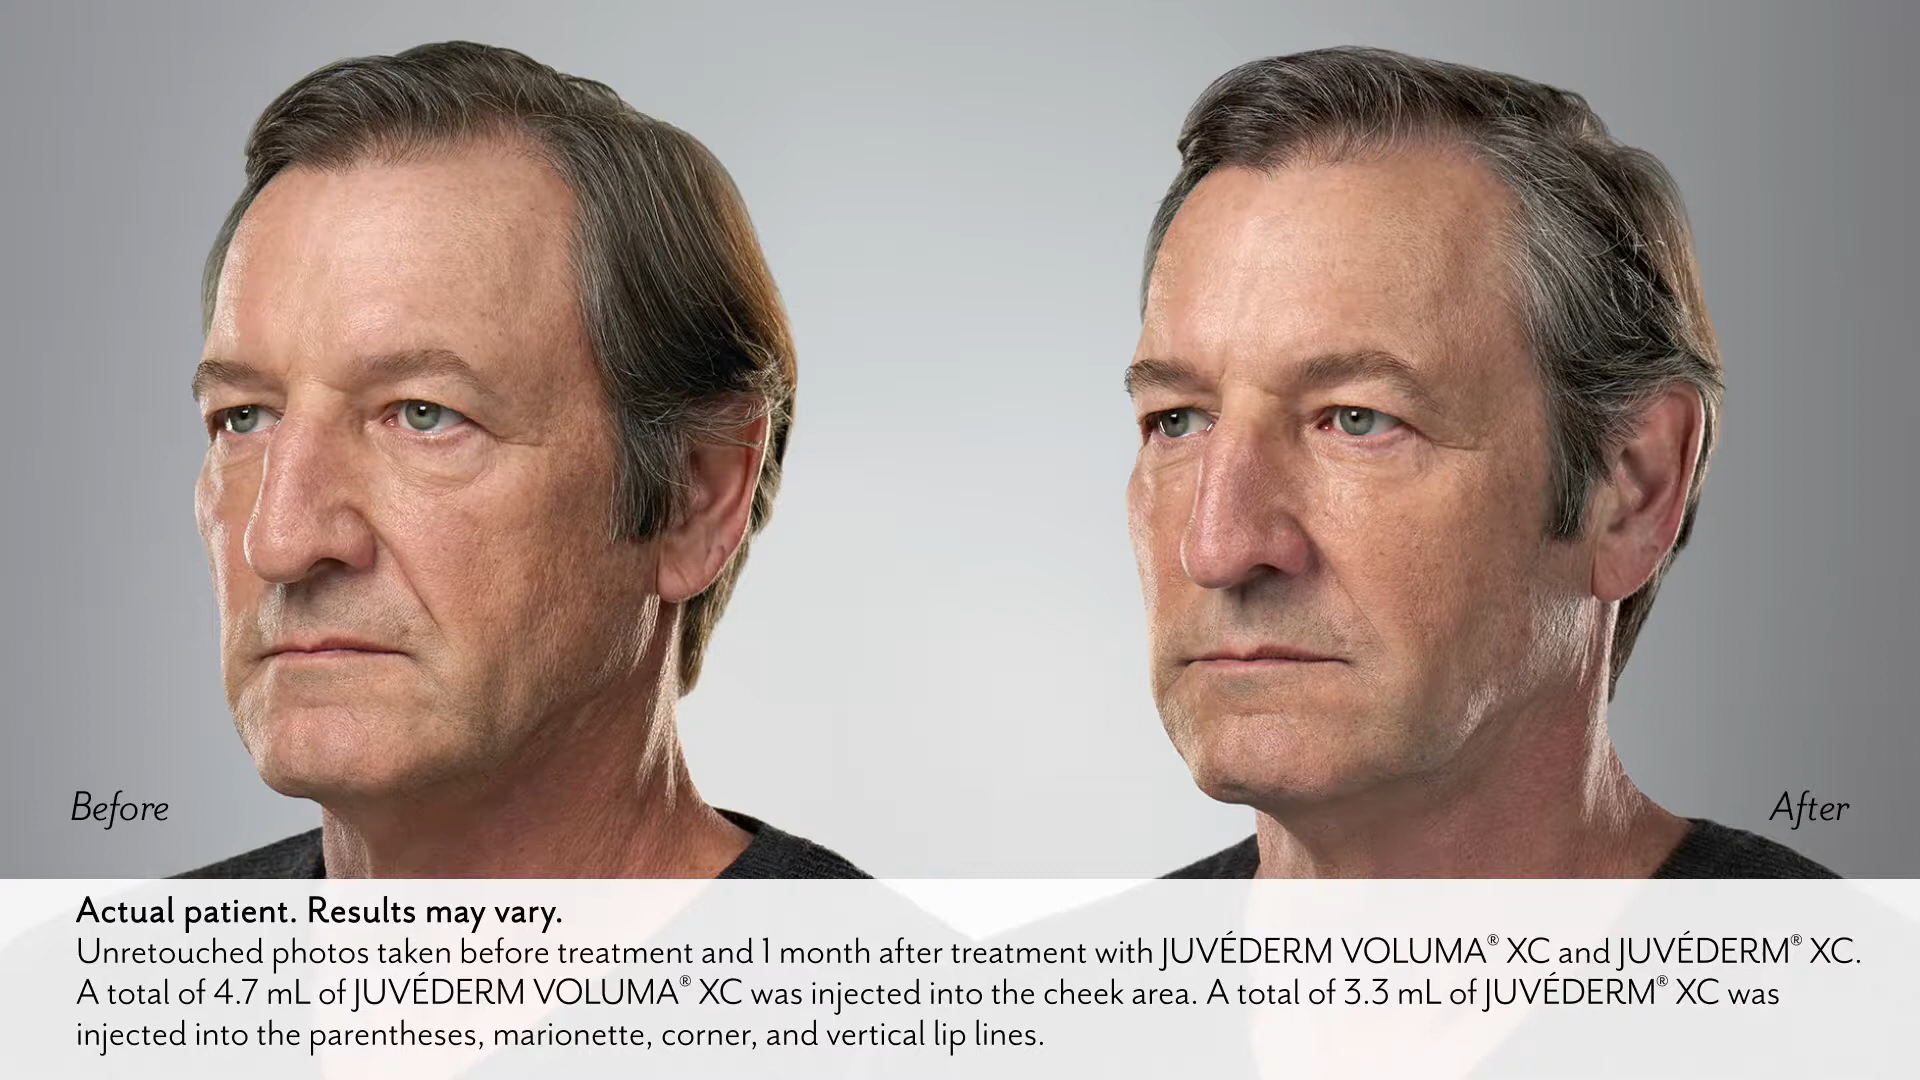 Before
After
Actual patient. Results may vary.
Unretouched photos taken before treatment and 1 month after treatment with JUVÉDERM VOLUMA® XC and JUVÉDERM® XC.
A total of 4.7 mL of JUVÉDERM VOLUMA® XC was injected into the cheek area. A total of 3.3 mL of JUVÉDERM® XC was
injected into the parentheses, marionette, corner, and vertical lip lines.